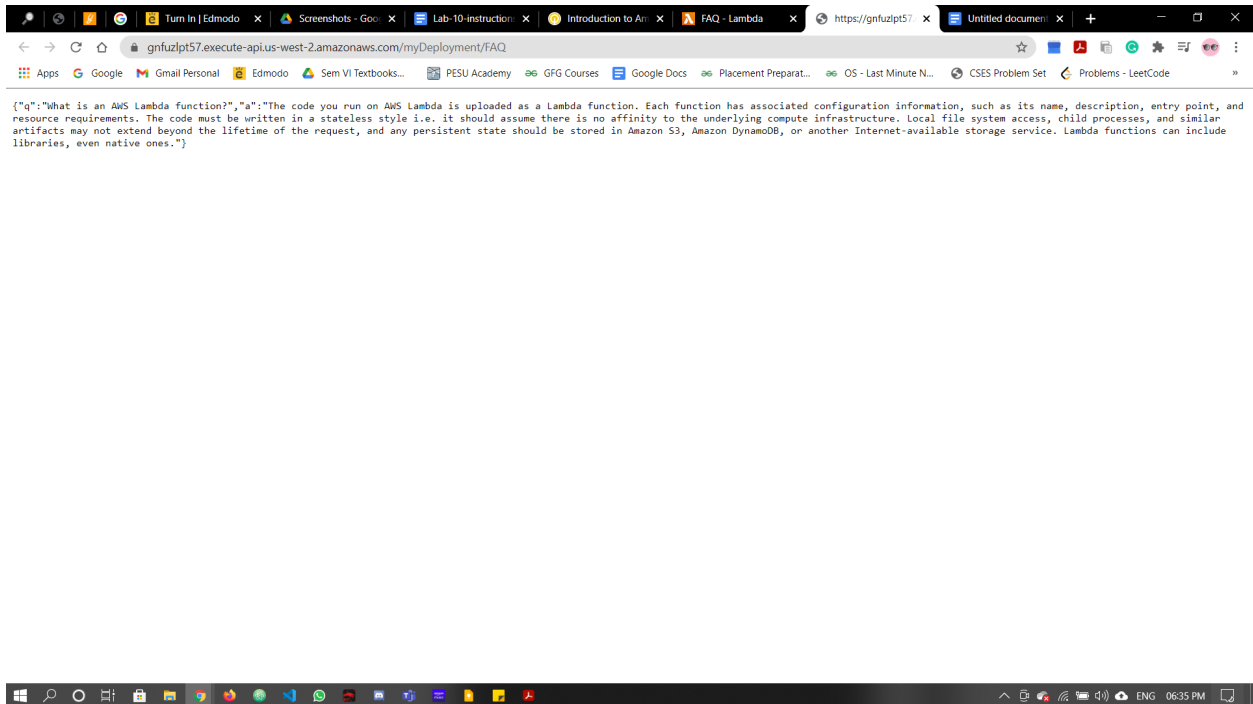 Turn In | Edmodo
Screenshots - Goo
Lab-10-instruction
Introduction to Am
FAQ - Lambda
https://gnfuzlpt57.
Untitled document
gnfuzlpt57.execute-api.us-west-2.amazonaws.com/myDeployment/FAQ
Apps Google Gmail Personal Edmodo Sem VI Textbooks... PESU Academy GFG Courses Google Docs Placement Preparat... OS - Last Minute N... CSES Problem Set Problems - LeetCode »
{"q":"What is an AWS Lambda function?","a":"The code you run on AWS Lambda is uploaded as a Lambda function. Each function has associated configuration information, such as its name, description, entry point, and
resource requirements. The code must be written in a stateless style i.e. it should assume there is no affinity to the underlying compute infrastructure. Local file system access, child processes, and similar
artifacts may not extend beyond the lifetime of the request, and any persistent state should be stored in Amazon S3, Amazon DynamoDB, or another Internet-available storage service. Lambda functions can include
libraries, even native ones."}
ENG 06:35 PM